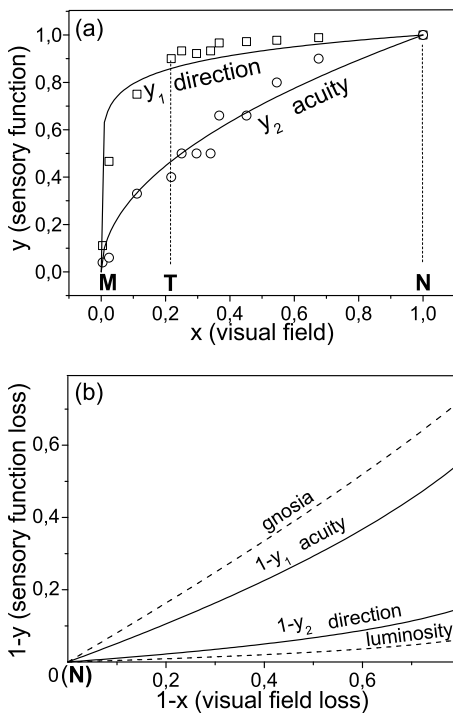 (a)
1,0
0,8
0,6
0,4
0,2
0,0
y (sensory function)
y1 direction
y2 acuity
M T N
0,0 0,2 0,4 0,6 0,8 1,0
x (visual field)
(b)
0,6
0,4
0,2
0
1-y (sensory function loss)
gnosia
1-y1 acuity
1-y2 direction
luminosity
(N) 0,2 0,4 0,6
1-x (visual field loss)